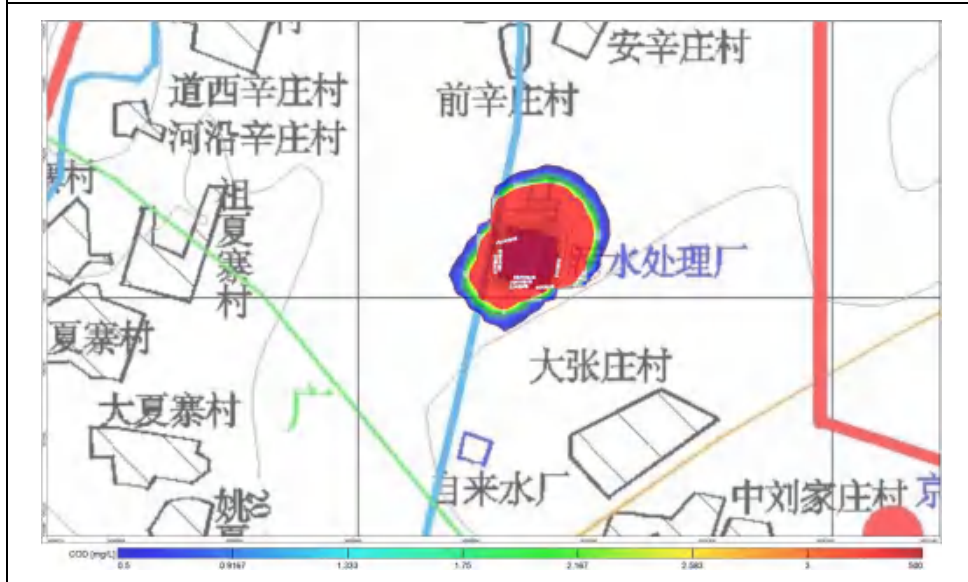 安辛庄村
道西辛庄村
前辛庄村
河沿辛庄村
祖夏寨村
污水处理厂
夏寨村
大张庄村
大夏寨村
广
自来水厂
20
中刘家庄村
京
COD [mg/L]
0.5 0.9167 1.333 1.75 2.167 2.583 3 500